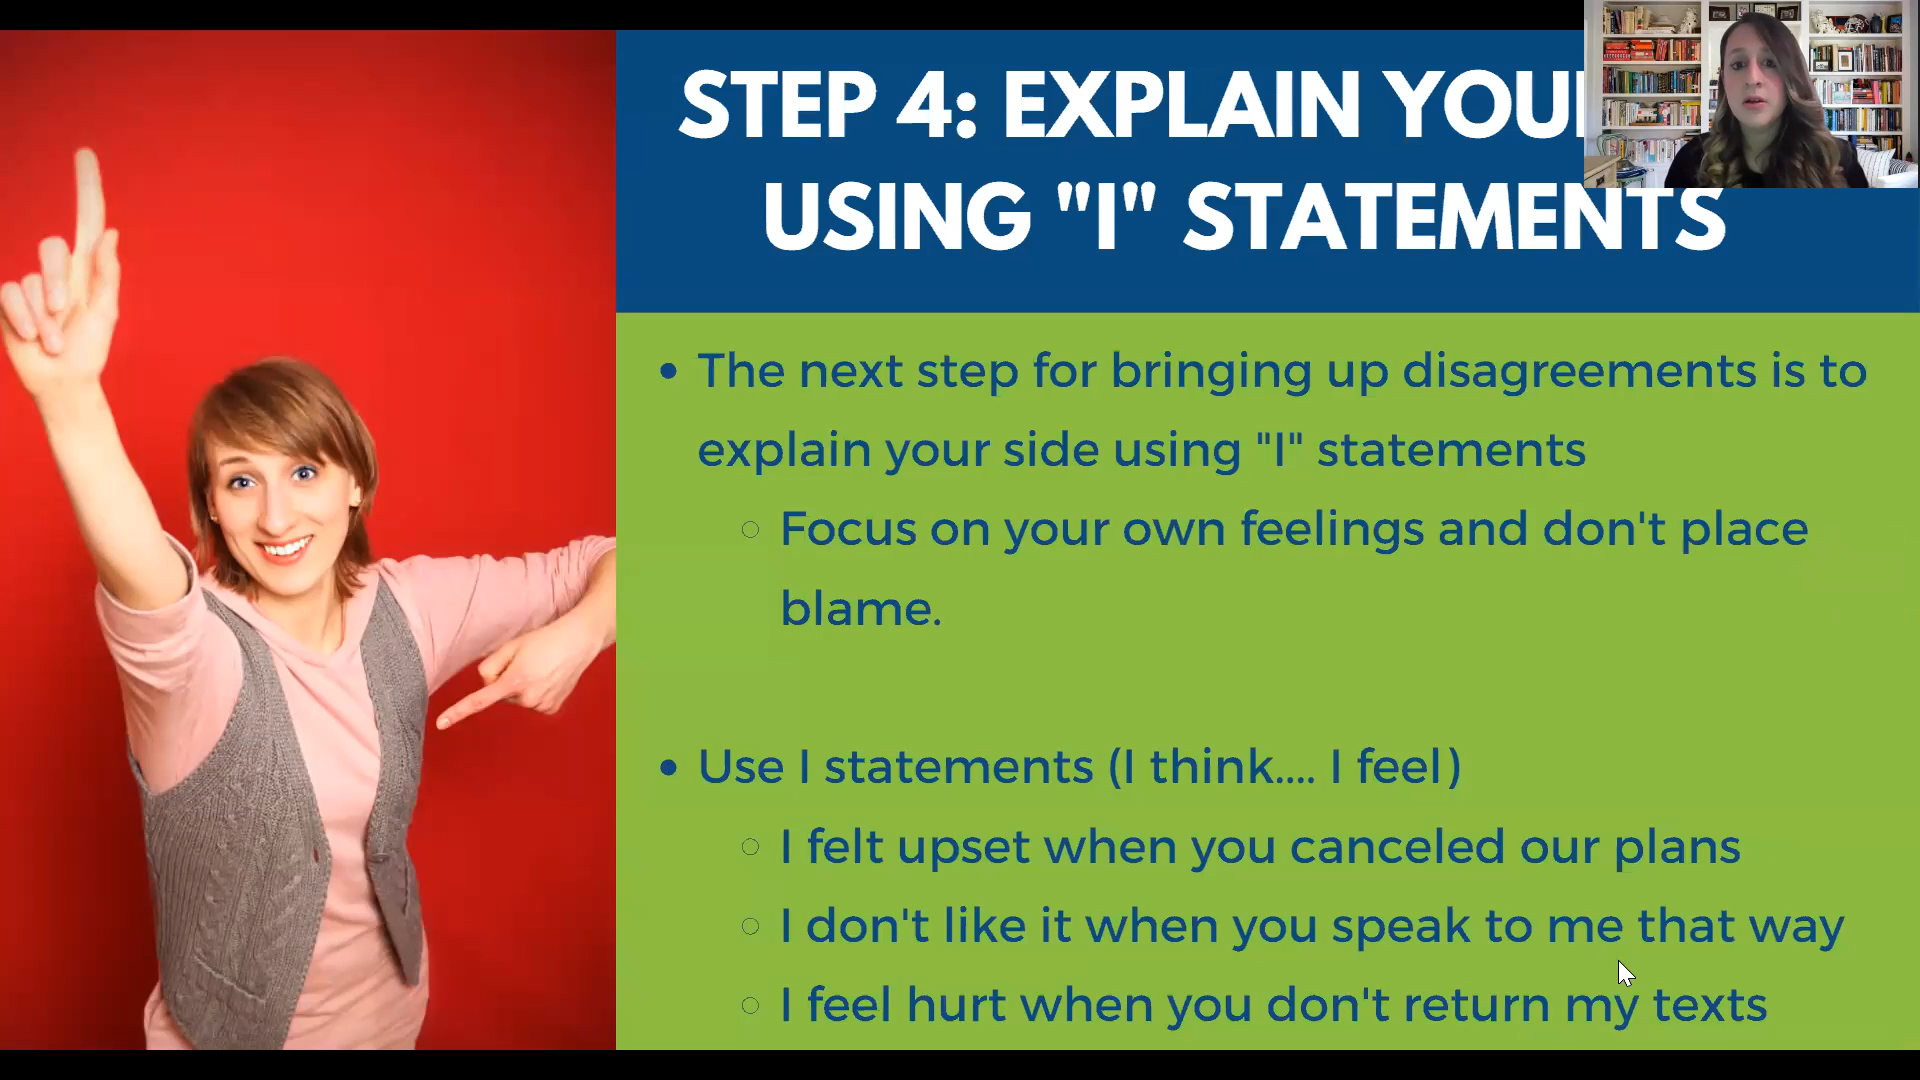 STEP 4: EXPLAIN YOU
USING "I" STATEMENTS
• The next step for bringing up disagreements is to
explain your side using "I" statements
○ Focus on your own feelings and don't place
blame.
• Use I statements (I think.... I feel)
○ I felt upset when you canceled our plans
○ I don't like it when you speak to me that way
○ I feel hurt when you don't return my texts